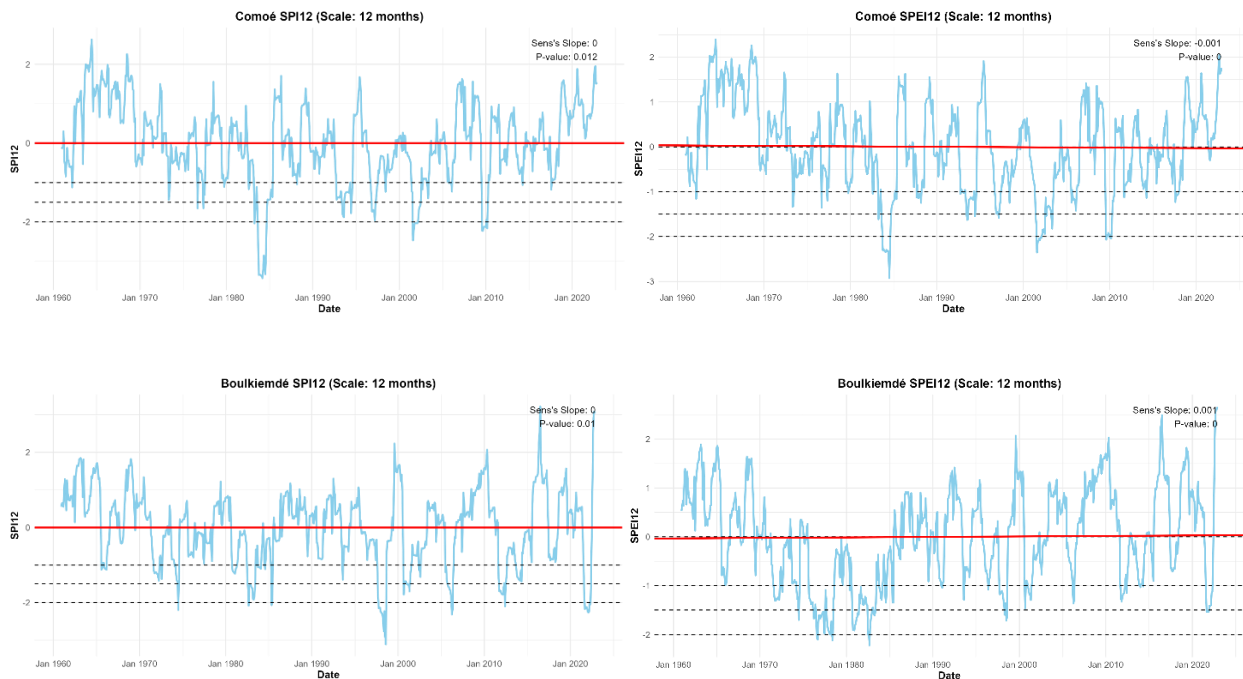 Comoé SPI12 (Scale: 12 months)
Sens's Slope: 0
P-value: 0.012
2
0
-2
SPI12
Jan 1960 Jan 1970 Jan 1980 Jan 1990 Jan 2000 Jan 2010 Jan 2020
Date
Comoé SPEI12 (Scale: 12 months)
Sens's Slope: -0.001
P-value: 0
2
1
0
-1
-2
-3
SPEI12
Jan 1960 Jan 1970 Jan 1980 Jan 1990 Jan 2000 Jan 2010 Jan 2020
Date
Boulkiemdé SPI12 (Scale: 12 months)
Sens's Slope: 0
P-value: 0.01
2
0
-2
SPI12
Jan 1960 Jan 1970 Jan 1980 Jan 1990 Jan 2000 Jan 2010 Jan 2020
Date
Boulkiemdé SPEI12 (Scale: 12 months)
Sens's Slope: 0.001
P-value: 0
2
1
0
-1
-2
SPEI12
Jan 1960 Jan 1970 Jan 1980 Jan 1990 Jan 2000 Jan 2010 Jan 2020
Date